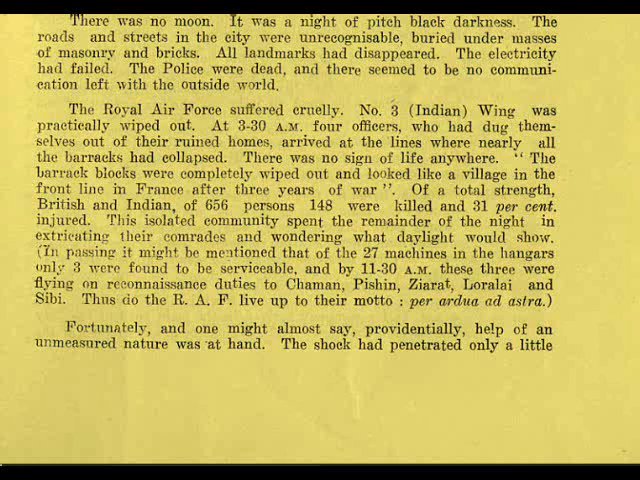 There was no moon. It was a night of pitch black darkness. The
roads and streets in the city were unrecognisable, buried under masses
of masonry and bricks. All landmarks had disappeared. The electricity
had failed. The Police were dead, and there seemed to be no communi-
cation left with the outside world.
The Royal Air Force suffered cruelly. No. 3 (Indian) Wing was
practically wiped out. At 3-30 A.M. four officers, who had dug them-
selves out of their ruined homes, arrived at the lines where nearly all
the barracks had collapsed. There was no sign of life anywhere. " The
barrack blocks were completely wiped out and looked like a village in the
front line in France after three years of war ". Of a total strength,
British and Indian, of 656 persons 148 were killed and 31 per cent.
injured. This isolated community spent the remainder of the night in
extricating their comrades and wondering what daylight would show.
(In passing it might be mentioned that of the 27 machines in the hangars
only 3 were found to be serviceable, and by 11-30 A.M. these three were
flying on reconnaissance duties to Chaman, Pishin, Ziarat, Loralai and
Sibi. Thus do the R. A. F. live up to their motto : per ardua ad astra.)
Fortunately, and one might almost say, providentially, help of an
unmeasured nature was at hand. The shock had penetrated only a little